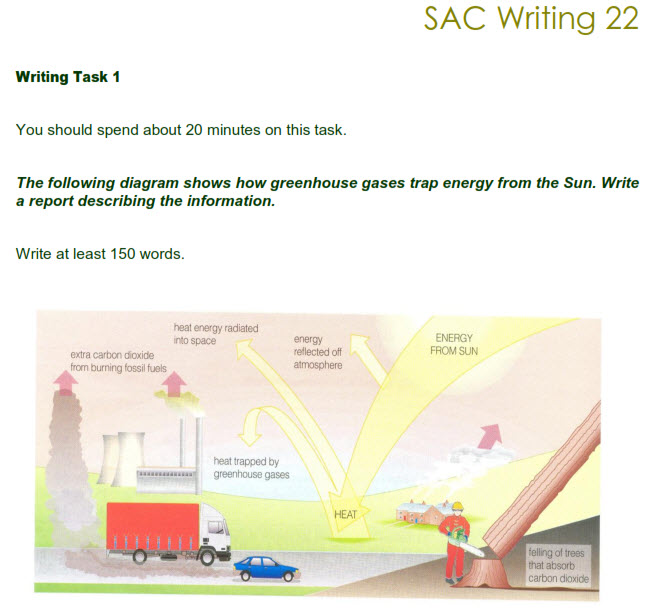 SAC Writing 22
Writing Task 1
You should spend about 20 minutes on this task.
The following diagram shows how greenhouse gases trap energy from the Sun. Write
a report describing the information.
Write at least 150 words.
heat energy radiated
into space
energy
reflected off
atmosphere
ENERGY
FROM SUN
extra carbon dioxide
from burning fossil fuels
heat trapped by
greenhouse gases
HEAT
felling of trees
that absorb
carbon dioxide